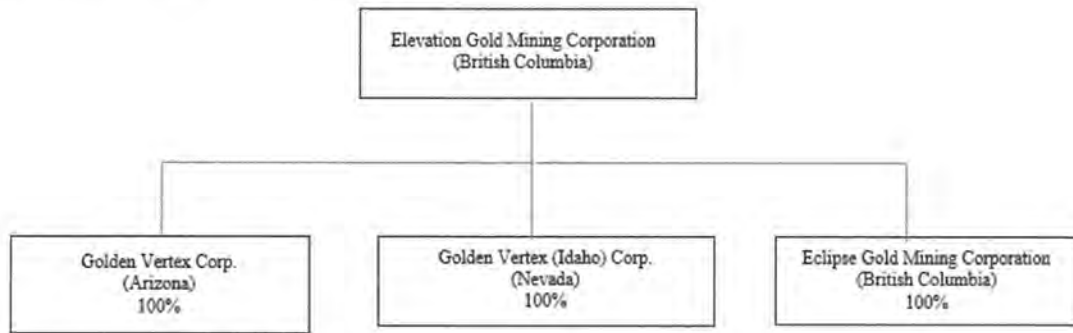 Elevation Gold Mining Corporation
(British Columbia)
Golden Vertex Corp.
(Arizona)
100%
Golden Vertex (Idaho) Corp.
(Nevada)
100%
Eclipse Gold Mining Corporation
(British Columbia)
100%